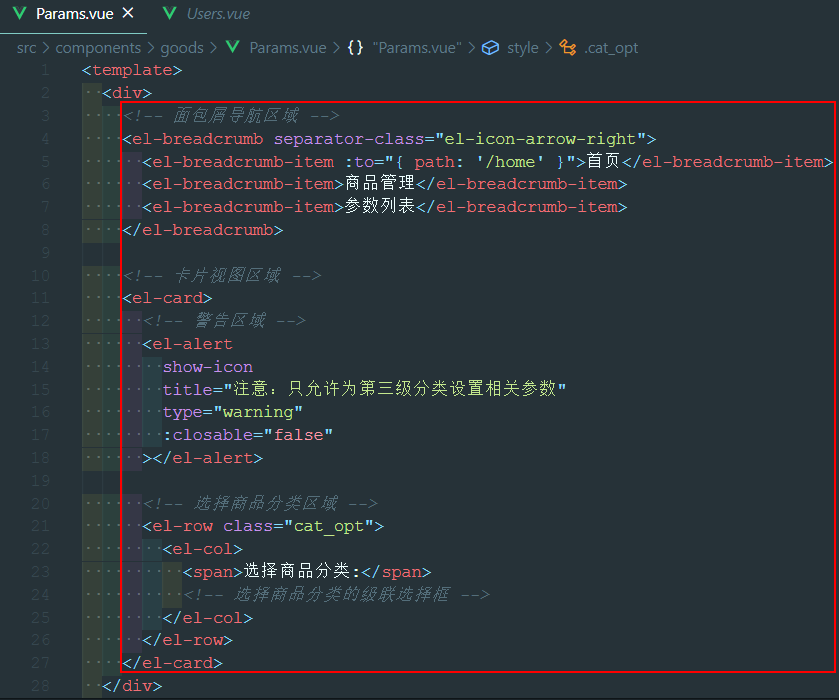 Params.vue Users.vue
src > components > goods > Params.vue > {} "Params.vue" > style > .cat_opt
1 <template>
2 <div>
3 <!-- 面包屑导航区域 -->
4 <el-breadcrumb separator-class="el-icon-arrow-right">
5 <el-breadcrumb-item :to="{ path: '/home' }">首页</el-breadcrumb-item>
6 <el-breadcrumb-item>商品管理</el-breadcrumb-item>
7 <el-breadcrumb-item>参数列表</el-breadcrumb-item>
8 </el-breadcrumb>
9
10 <!-- 卡片视图区域 -->
11 <el-card>
12 <!-- 警告区域 -->
13 <el-alert
14 show-icon
15 title="注意：只允许为第三级分类设置相关参数"
16 type="warning"
17 :closable="false"
18 ></el-alert>
19
20 <!-- 选择商品分类区域 -->
21 <el-row class="cat_opt">
22 <el-col>
23 <span>选择商品分类:</span>
24 <!-- 选择商品分类的级联选择框 -->
25 </el-col>
26 </el-row>
27 </el-card>
28 </div>